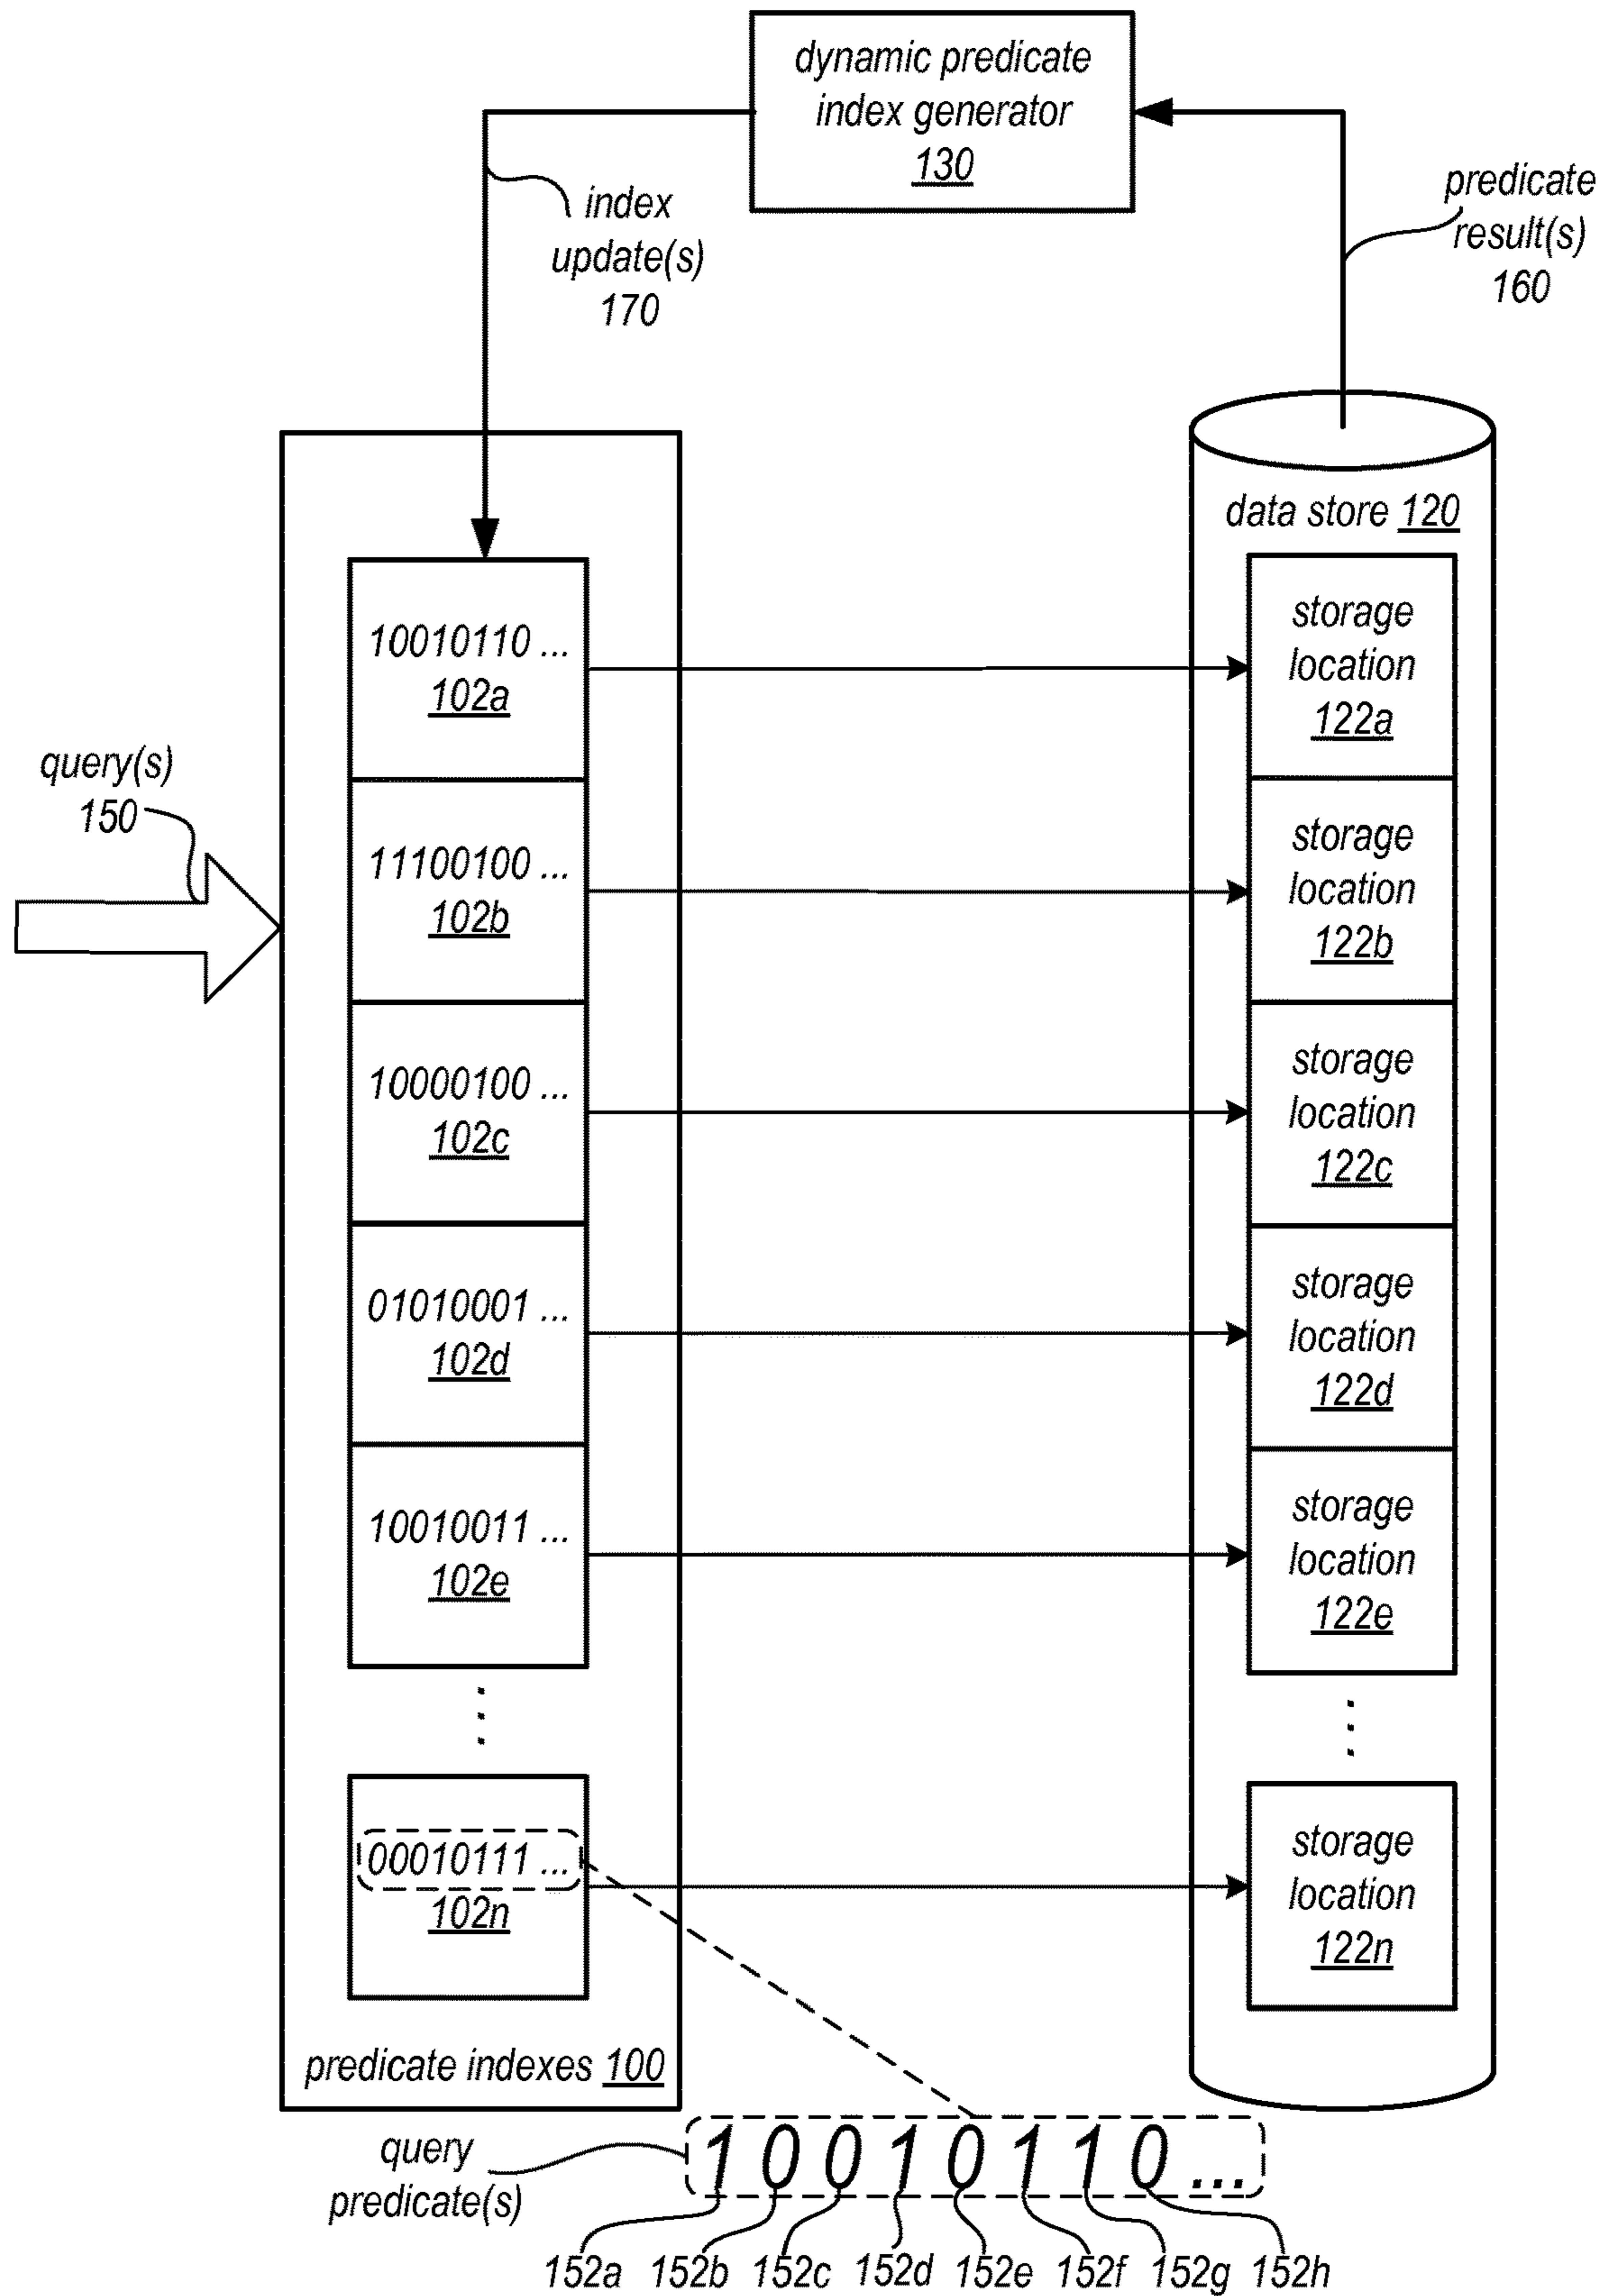 dynamic predicate
index generator
130
index
update(s)
170
predicate
result(s)
160
data store 120
query(s)
150
10010110 ...
102a
11100100 ...
102b
10000100 ...
102c
01010001 ...
102d
10010011 ...
102e
⋮
00010111 ...
102n
predicate indexes 100
storage
location
122a
storage
location
122b
storage
location
122c
storage
location
122d
storage
location
122e
⋮
storage
location
122n
query
predicate(s)
1 0 0 1 0 1 1 0 ...
152a 152b 152c 152d 152e 152f 152g 152h